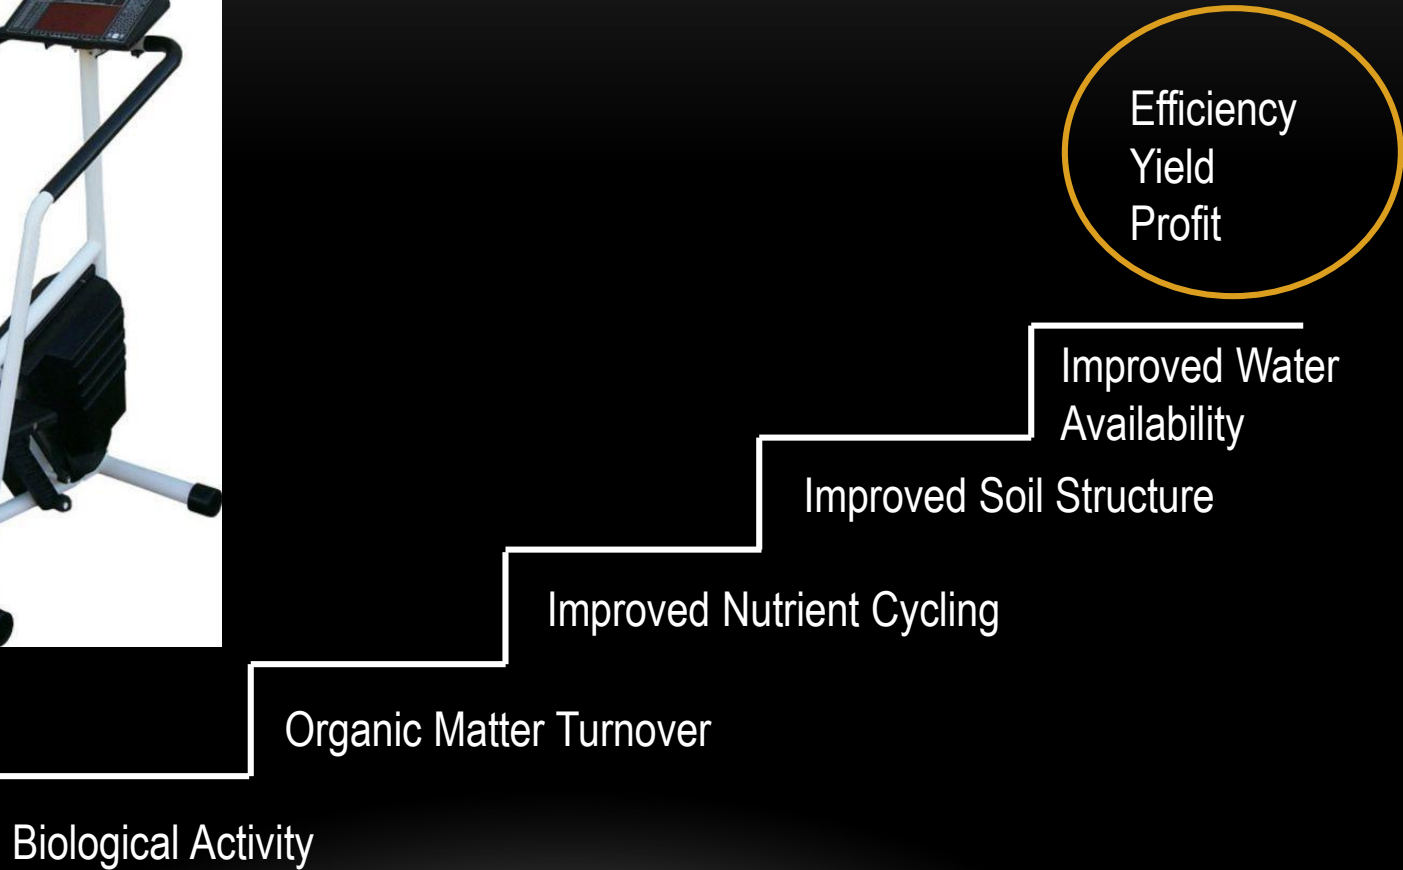 Efficiency
Yield
Profit
Improved Water
Availability
Improved Soil Structure
Improved Nutrient Cycling
Organic Matter Turnover
Biological Activity